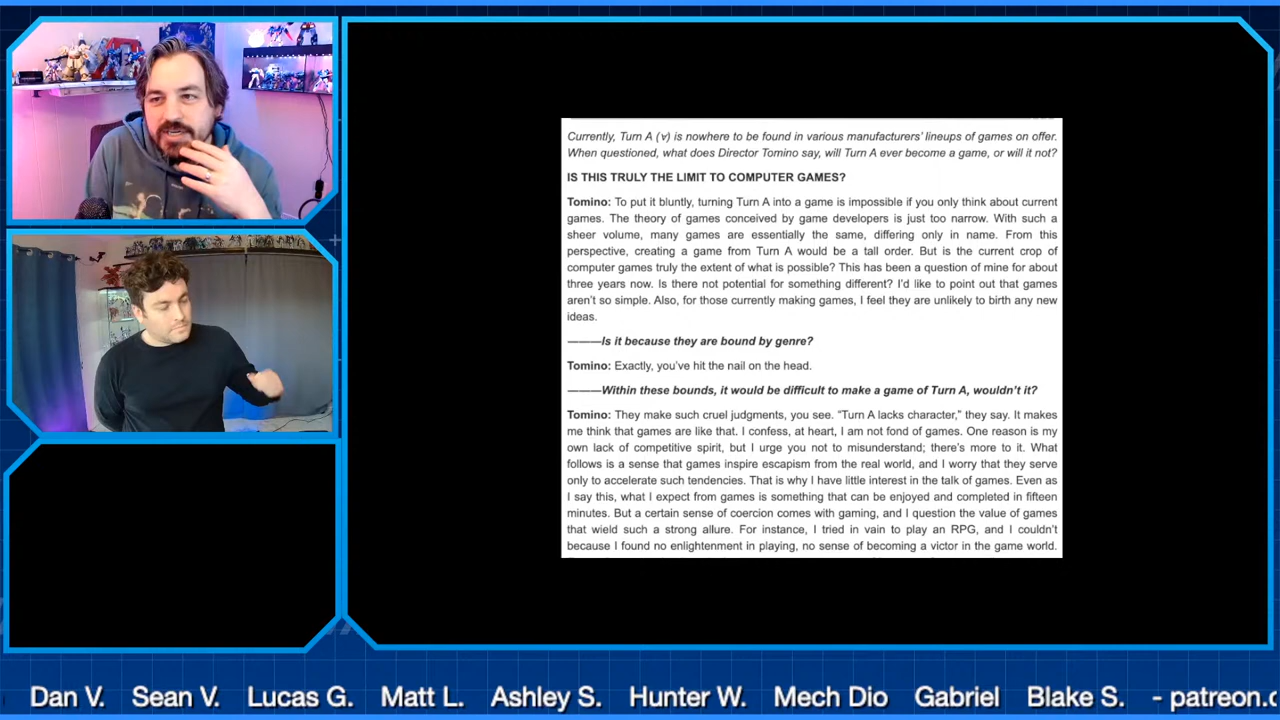 Currently, Turn A (∀) is nowhere to be found in various manufacturers' lineups of games on offer.
When questioned, what does Director Tomino say, will Turn A ever become a game, or will it not?
IS THIS TRULY THE LIMIT TO COMPUTER GAMES?
Tomino: To put it bluntly, turning Turn A into a game is impossible if you only think about current
games. The theory of games conceived by game developers is just too narrow. With such a
sheer volume, many games are essentially the same, differing only in name. From this
perspective, creating a game from Turn A would be a tall order. But is the current crop of
computer games truly the extent of what is possible? This has been a question of mine for about
three years now. Is there not potential for something different? I'd like to point out that games
aren't so simple. Also, for those currently making games, I feel they are unlikely to birth any new
ideas.
———Is it because they are bound by genre?
Tomino: Exactly, you've hit the nail on the head.
———Within these bounds, it would be difficult to make a game of Turn A, wouldn't it?
Tomino: They make such cruel judgments, you see. "Turn A lacks character," they say. It makes
me think that games are like that. I confess, at heart, I am not fond of games. One reason is my
own lack of competitive spirit, but I urge you not to misunderstand; there's more to it. What
follows is a sense that games inspire escapism from the real world, and I worry that they serve
only to accelerate such tendencies. That is why I have little interest in the talk of games. Even as
I say this, what I expect from games is something that can be enjoyed and completed in fifteen
minutes. But a certain sense of coercion comes with gaming, and I question the value of games
that wield such a strong allure. For instance, I tried in vain to play an RPG, and I couldn't
because I found no enlightenment in playing, no sense of becoming a victor in the game world.
Dan V. Sean V. Lucas G. Matt L. Ashley S. Hunter W. Mech Dio Gabriel Blake S. - patreon.c